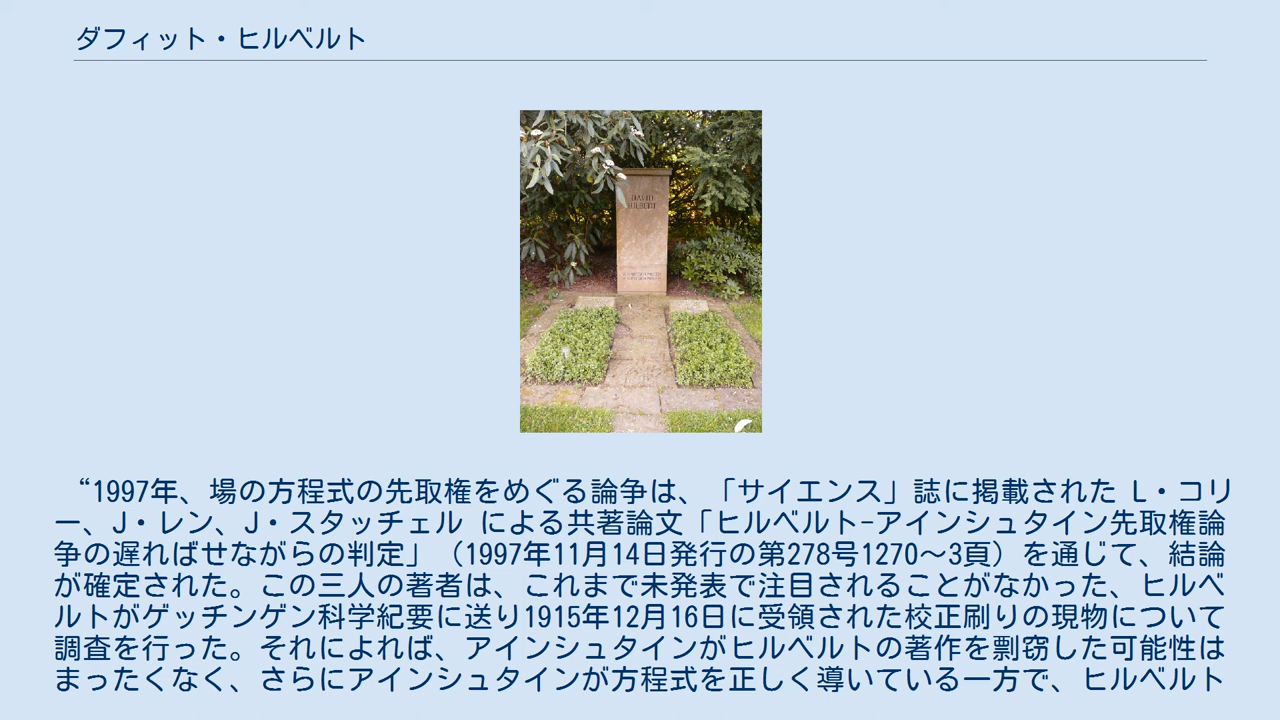 ダフィット・ヒルベルト
DAVID
HILBERT
“1997年、場の方程式の先取権をめぐる論争は、「サイエンス」誌に掲載された L・コリ
ー、J・レン、J・スタッチェル による共著論文「ヒルベルト-アインシュタイン先取権論
争の遅ればせながらの判定」（1997年11月14日発行の第278号1270〜3頁）を通じて、結論
が確定された。この三人の著者は、これまで未発表で注目されることがなかった、ヒルベ
ルトがゲッチンゲン科学紀要に送り1915年12月16日に受領された校正刷りの現物について
調査を行った。それによれば、アインシュタインがヒルベルトの著作を剽窃した可能性は
まったくなく、さらにアインシュタインが方程式を正しく導いている一方で、ヒルベルト